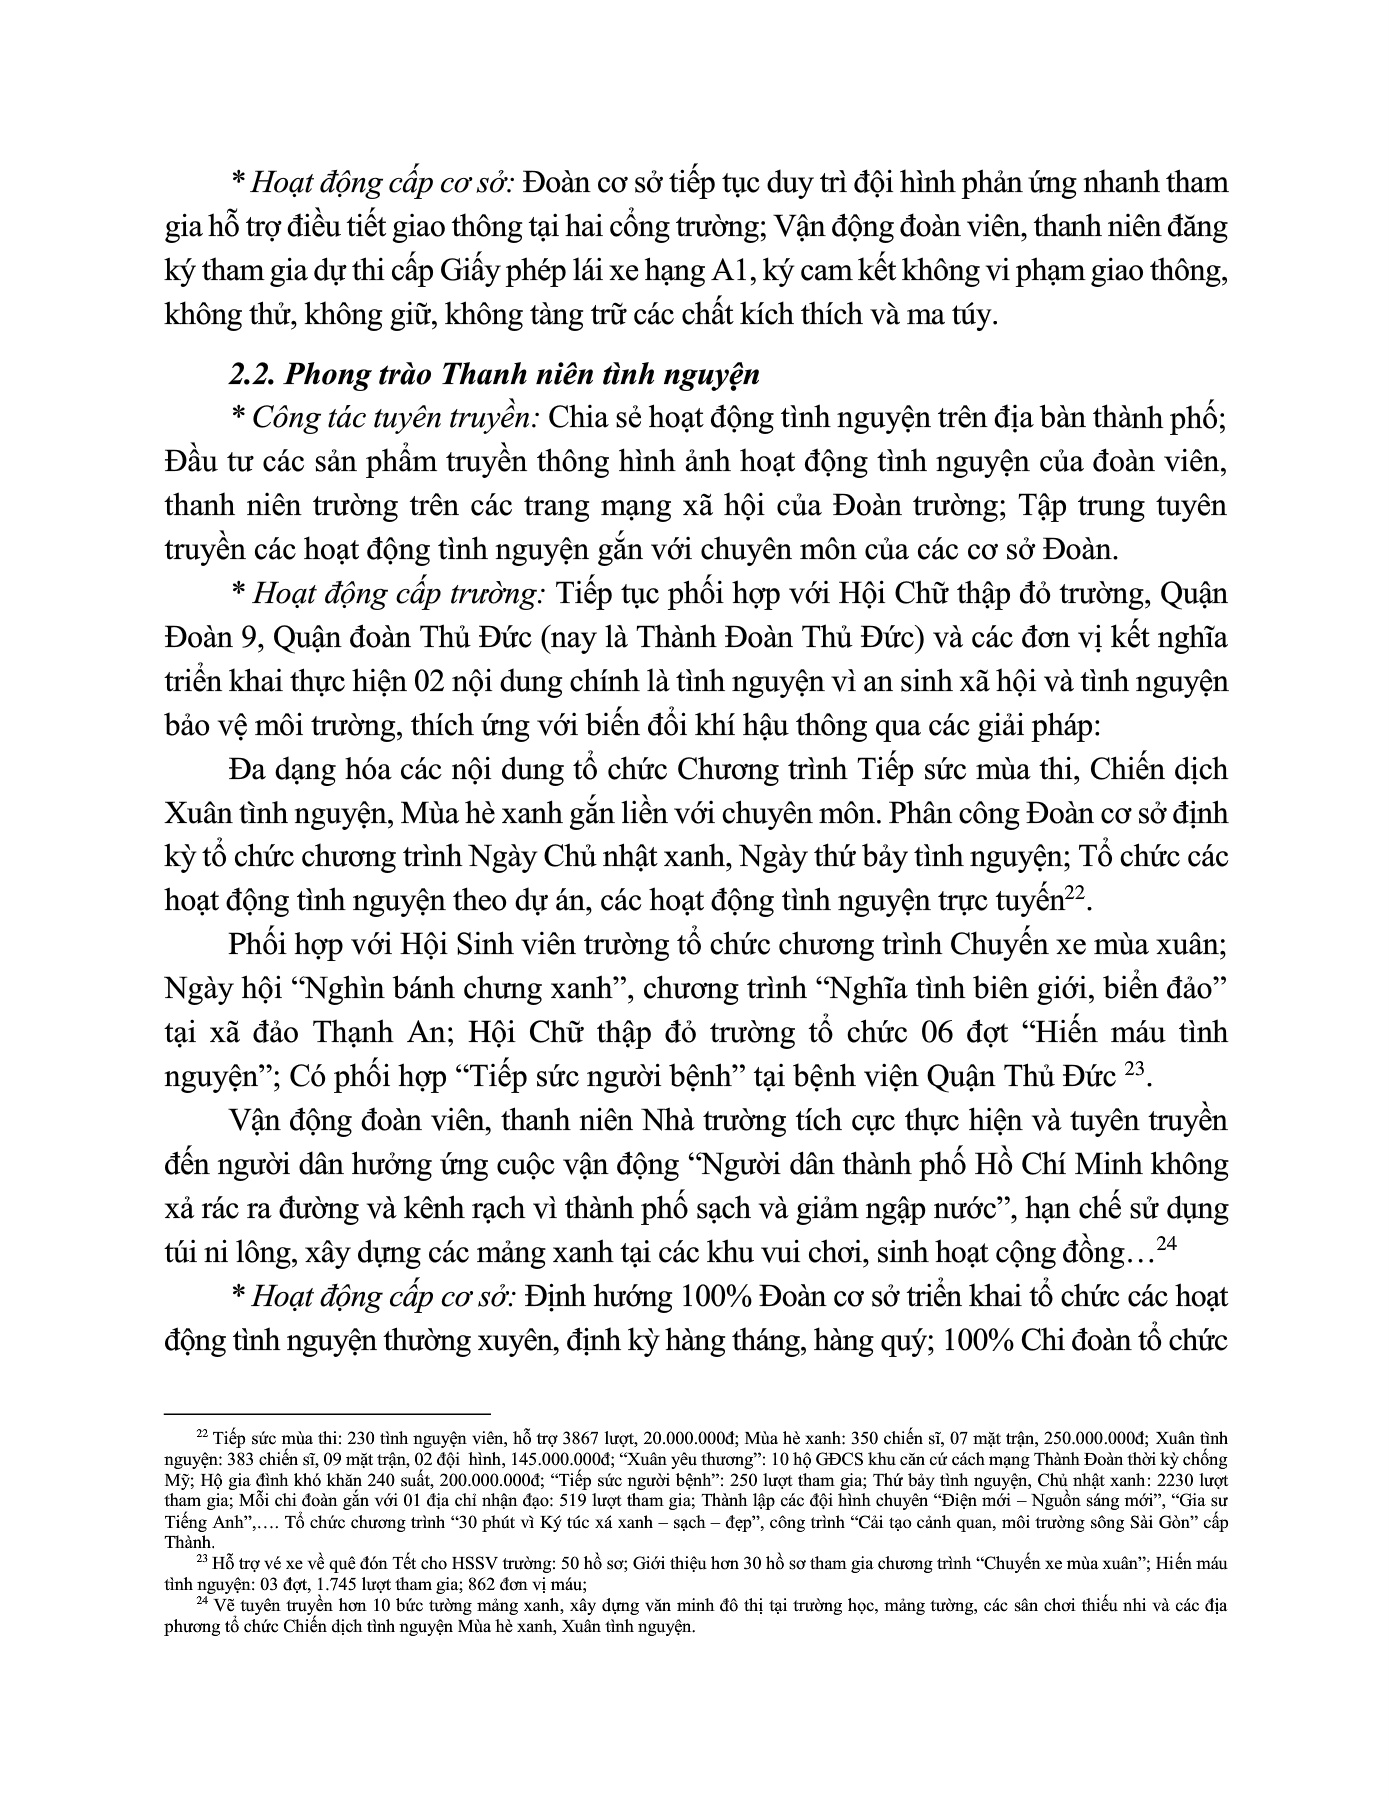 * Hoạt động cấp cơ sở: Đoàn cơ sở tiếp tục duy trì đội hình phản ứng nhanh tham
gia hỗ trợ điều tiết giao thông tại hai cổng trường; Vận động đoàn viên, thanh niên đăng
ký tham gia dự thi cấp Giấy phép lái xe hạng A1, ký cam kết không vi phạm giao thông,
không thử, không giữ, không tàng trữ các chất kích thích và ma túy.
2.2. Phong trào Thanh niên tình nguyện
* Công tác tuyên truyền: Chia sẻ hoạt động tình nguyện trên địa bàn thành phố;
Đầu tư các sản phẩm truyền thông hình ảnh hoạt động tình nguyện của đoàn viên,
thanh niên trường trên các trang mạng xã hội của Đoàn trường; Tập trung tuyên
truyền các hoạt động tình nguyện gắn với chuyên môn của các cơ sở Đoàn.
* Hoạt động cấp trường: Tiếp tục phối hợp với Hội Chữ thập đỏ trường, Quận
Đoàn 9, Quận đoàn Thủ Đức (nay là Thành Đoàn Thủ Đức) và các đơn vị kết nghĩa
triển khai thực hiện 02 nội dung chính là tình nguyện vì an sinh xã hội và tình nguyện
bảo vệ môi trường, thích ứng với biến đổi khí hậu thông qua các giải pháp:
Đa dạng hóa các nội dung tổ chức Chương trình Tiếp sức mùa thi, Chiến dịch
Xuân tình nguyện, Mùa hè xanh gắn liền với chuyên môn. Phân công Đoàn cơ sở định
kỳ tổ chức chương trình Ngày Chủ nhật xanh, Ngày thứ bảy tình nguyện; Tổ chức các
hoạt động tình nguyện theo dự án, các hoạt động tình nguyện trực tuyến22.
Phối hợp với Hội Sinh viên trường tổ chức chương trình Chuyến xe mùa xuân;
Ngày hội “Nghìn bánh chưng xanh”, chương trình “Nghĩa tình biên giới, biển đảo”
tại xã đảo Thạnh An; Hội Chữ thập đỏ trường tổ chức 06 đợt “Hiến máu tình
nguyện”; Có phối hợp “Tiếp sức người bệnh” tại bệnh viện Quận Thủ Đức 23.
Vận động đoàn viên, thanh niên Nhà trường tích cực thực hiện và tuyên truyền
đến người dân hưởng ứng cuộc vận động “Người dân thành phố Hồ Chí Minh không
xả rác ra đường và kênh rạch vì thành phố sạch và giảm ngập nước”, hạn chế sử dụng
túi ni lông, xây dựng các mảng xanh tại các khu vui chơi, sinh hoạt cộng đồng…24
* Hoạt động cấp cơ sở: Định hướng 100% Đoàn cơ sở triển khai tổ chức các hoạt
động tình nguyện thường xuyên, định kỳ hàng tháng, hàng quý; 100% Chi đoàn tổ chức
22 Tiếp sức mùa thi: 230 tình nguyện viên, hỗ trợ 3867 lượt, 20.000.000đ; Mùa hè xanh: 350 chiến sĩ, 07 mặt trận, 250.000.000đ; Xuân tình
nguyện: 383 chiến sĩ, 09 mặt trận, 02 đội hình, 145.000.000đ; “Xuân yêu thương”: 10 hộ GĐCS khu căn cứ cách mạng Thành Đoàn thời kỳ chống
Mỹ; Hộ gia đình khó khăn 240 suất, 200.000.000đ; “Tiếp sức người bệnh”: 250 lượt tham gia; Thứ bảy tình nguyện, Chủ nhật xanh: 2230 lượt
tham gia; Mỗi chi đoàn gắn với 01 địa chỉ nhận đạo: 519 lượt tham gia; Thành lập các đội hình chuyên “Điện mới – Nguồn sáng mới”, “Gia sư
Tiếng Anh”,…. Tổ chức chương trình “30 phút vì Ký túc xá xanh – sạch – đẹp”, công trình “Cải tạo cảnh quan, môi trường sông Sài Gòn” cấp
Thành.
23 Hỗ trợ vé xe về quê đón Tết cho HSSV trường: 50 hồ sơ; Giới thiệu hơn 30 hồ sơ tham gia chương trình “Chuyến xe mùa xuân”; Hiến máu
tình nguyện: 03 đợt, 1.745 lượt tham gia; 862 đơn vị máu;
24 Vẽ tuyên truyền hơn 10 bức tường mảng xanh, xây dựng văn minh đô thị tại trường học, mảng tường, các sân chơi thiếu nhi và các địa
phương tổ chức Chiến dịch tình nguyện Mùa hè xanh, Xuân tình nguyện.